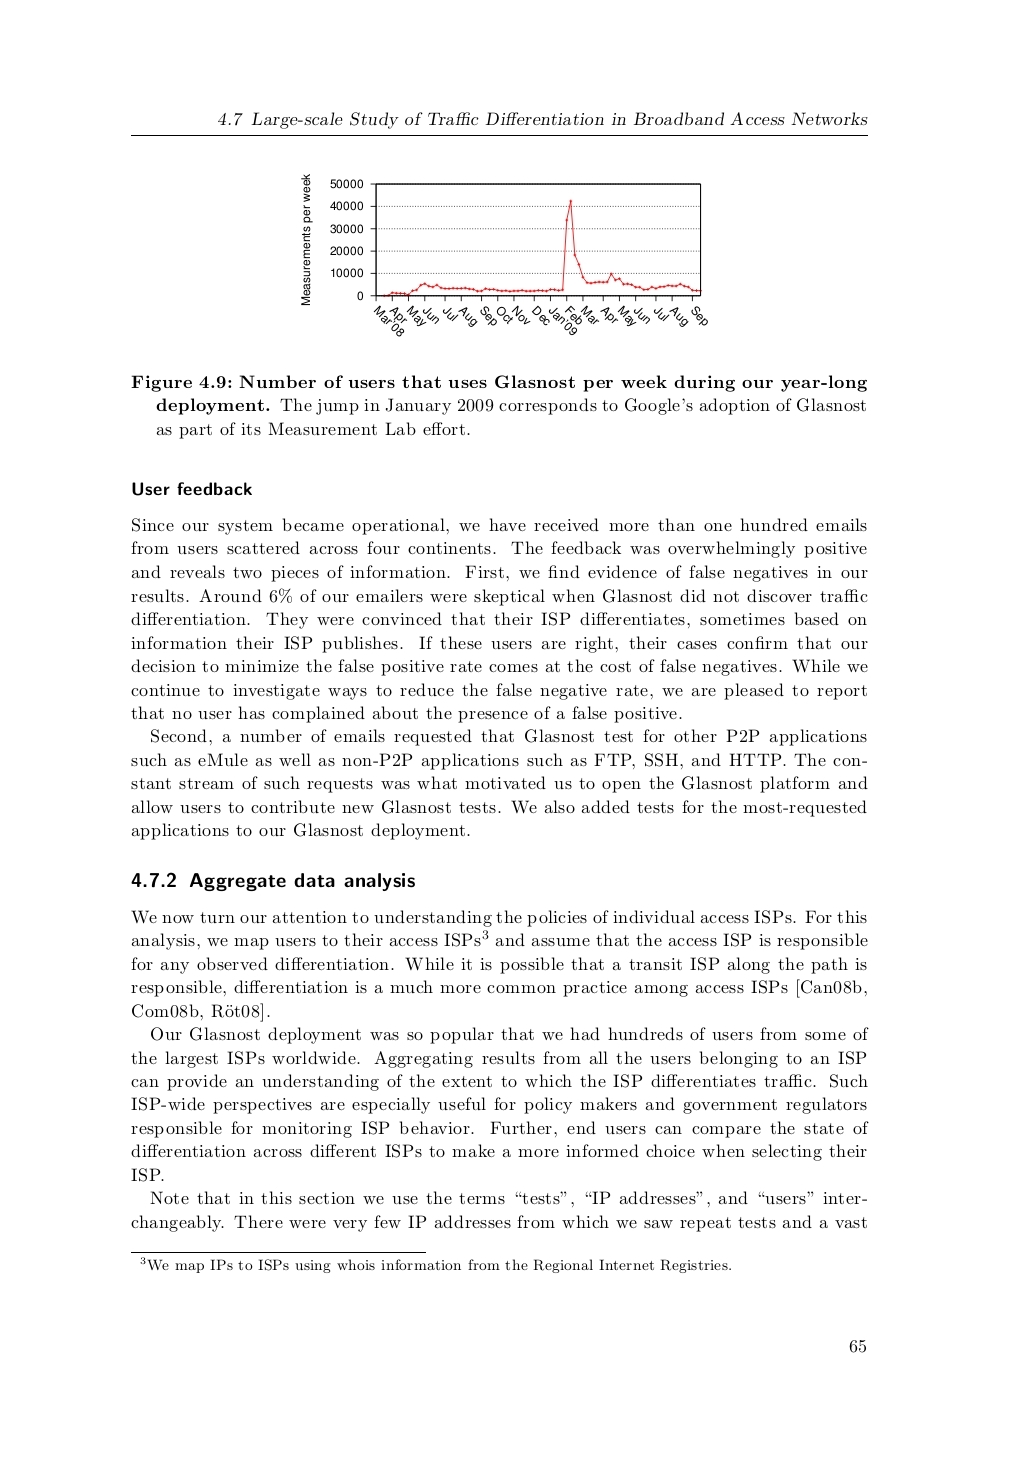 4.7 Large-scale Study of Traffic Differentiation in Broadband Access Networks
Measurements per week
50000
40000
30000
20000
10000
0
Mar'08 Apr May Jun Jul Aug Sep Oct Nov Dec Jan'09 Feb Mar Apr May Jun Jul Aug Sep
Figure 4.9: Number of users that uses Glasnost per week during our year-long
deployment. The jump in January 2009 corresponds to Google's adoption of Glasnost
as part of its Measurement Lab effort.
User feedback
Since our system became operational, we have received more than one hundred emails
from users scattered across four continents. The feedback was overwhelmingly positive
and reveals two pieces of information. First, we find evidence of false negatives in our
results. Around 6% of our emailers were skeptical when Glasnost did not discover traffic
differentiation. They were convinced that their ISP differentiates, sometimes based on
information their ISP publishes. If these users are right, their cases confirm that our
decision to minimize the false positive rate comes at the cost of false negatives. While we
continue to investigate ways to reduce the false negative rate, we are pleased to report
that no user has complained about the presence of a false positive.
Second, a number of emails requested that Glasnost test for other P2P applications
such as eMule as well as non-P2P applications such as FTP, SSH, and HTTP. The con-
stant stream of such requests was what motivated us to open the Glasnost platform and
allow users to contribute new Glasnost tests. We also added tests for the most-requested
applications to our Glasnost deployment.
4.7.2 Aggregate data analysis
We now turn our attention to understanding the policies of individual access ISPs. For this
analysis, we map users to their access ISPs3 and assume that the access ISP is responsible
for any observed differentiation. While it is possible that a transit ISP along the path is
responsible, differentiation is a much more common practice among access ISPs [Can08b,
Com08b, Röt08].
Our Glasnost deployment was so popular that we had hundreds of users from some of
the largest ISPs worldwide. Aggregating results from all the users belonging to an ISP
can provide an understanding of the extent to which the ISP differentiates traffic. Such
ISP-wide perspectives are especially useful for policy makers and government regulators
responsible for monitoring ISP behavior. Further, end users can compare the state of
differentiation across different ISPs to make a more informed choice when selecting their
ISP.
Note that in this section we use the terms “tests”, “IP addresses”, and “users” inter-
changeably. There were very few IP addresses from which we saw repeat tests and a vast
3We map IPs to ISPs using whois information from the Regional Internet Registries.
65